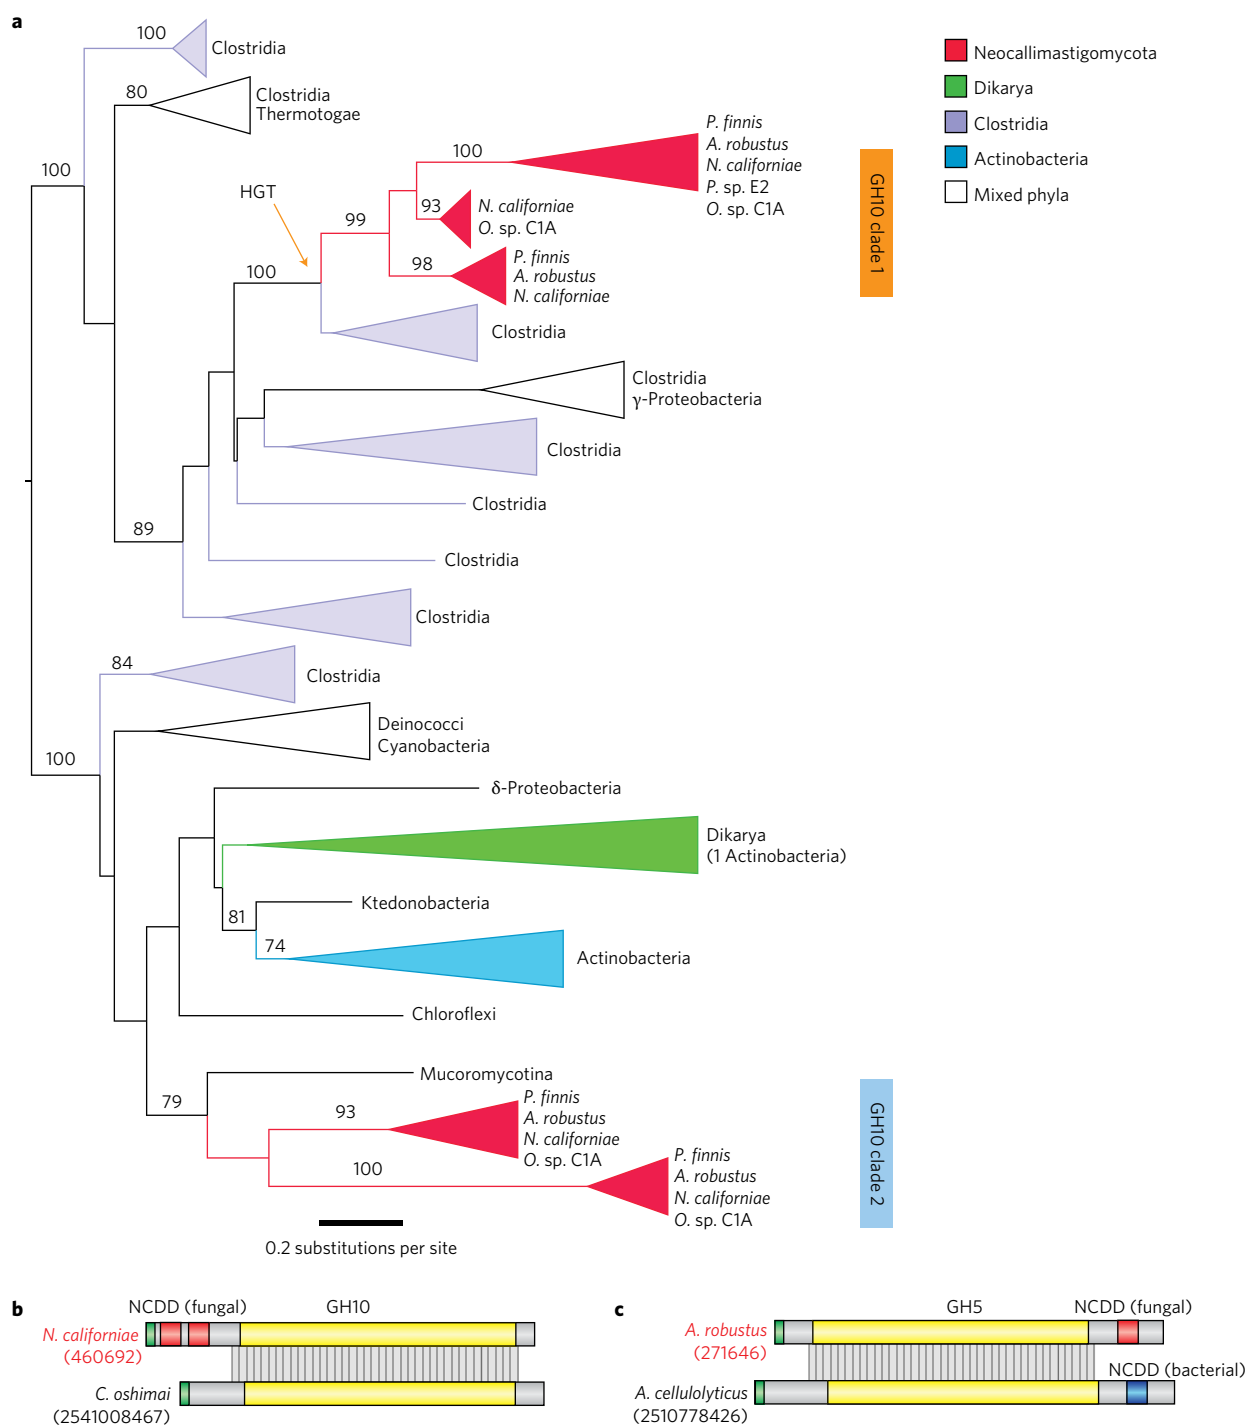 a
100
Clostridia
80
Clostridia
Thermotogae
100
HGT
100
99
100
P. finnis
A. robustus
N. californiae
P. sp. E2
O. sp. C1A
93
N. californiae
O. sp. C1A
98
P. finnis
A. robustus
N. californiae
Clostridia
Clostridia
γ-Proteobacteria
Clostridia
Clostridia
89
Clostridia
Clostridia
Neocallimastigomycota
Dikarya
Clostridia
Actinobacteria
Mixed phyla
GH10 clade 1
84
Clostridia
100
Deinococci
Cyanobacteria
δ-Proteobacteria
Dikarya
(1 Actinobacteria)
81
Ktedonobacteria
74
Actinobacteria
Chloroflexi
79
Mucoromycotina
93
P. finnis
A. robustus
N. californiae
O. sp. C1A
100
P. finnis
A. robustus
N. californiae
O. sp. C1A
GH10 clade 2
0.2 substitutions per site
b
NCDD (fungal)
GH10
N. californiae
(460692)
C. oshimai
(2541008467)
c
GH5
NCDD (fungal)
A. robustus
(271646)
NCDD (bacterial)
A. cellulolyticus
(2510778426)